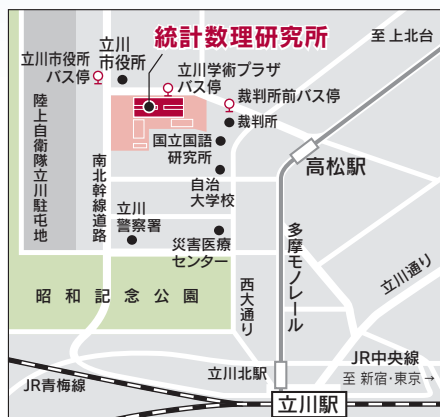 統計数理研究所
至 上北台
立川市役所
バス停
立川
市役所
立川学術プラザ
バス停
裁判所前バス停
裁判所
国立国語
研究所
高松駅
自治
大学校
陸上自衛隊立川駐屯地
南北幹線道路
立川
警察署
災害医療
センター
多摩モノレール
立川通り
昭和記念公園
西大通り
立川北駅
JR中央線
至 新宿･東京→
JR青梅線
立川駅